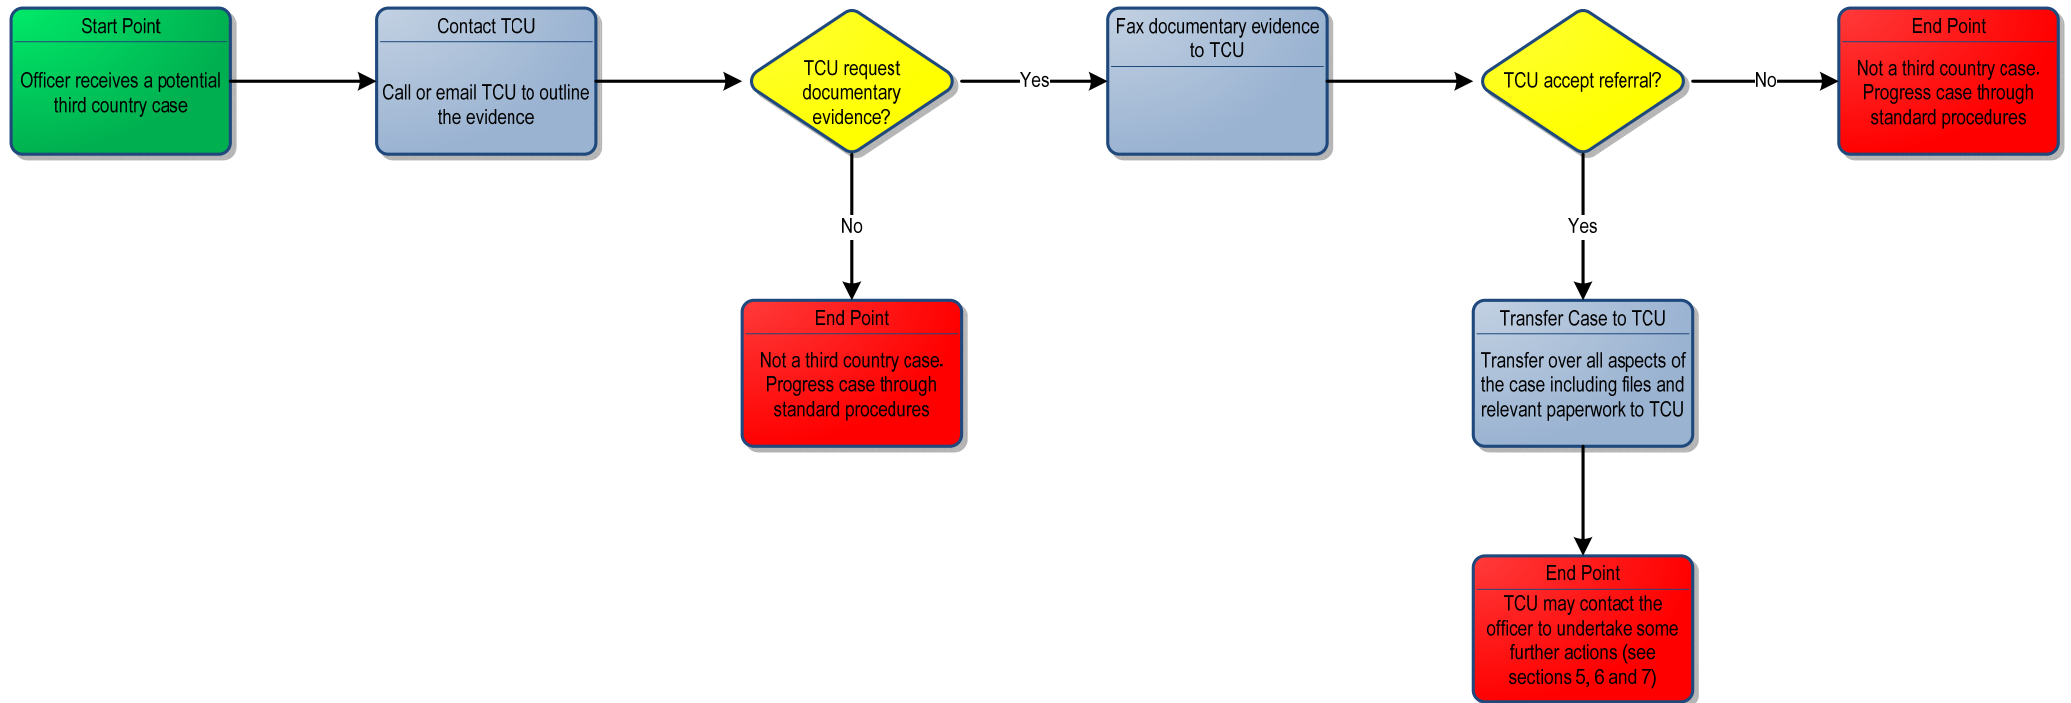 Start Point
Officer receives a potential
third country case
Contact TCU
Call or email TCU to outline
the evidence
TCU request
documentary
evidence?
Yes
Fax documentary evidence
to TCU
TCU accept referral?
No
End Point
Not a third country case.
Progress case through
standard procedures
No
End Point
Not a third country case.
Progress case through
standard procedures
Yes
Transfer Case to TCU
Transfer over all aspects of
the case including files and
relevant paperwork to TCU
End Point
TCU may contact the
officer to undertake some
further actions (see
sections 5, 6 and 7)